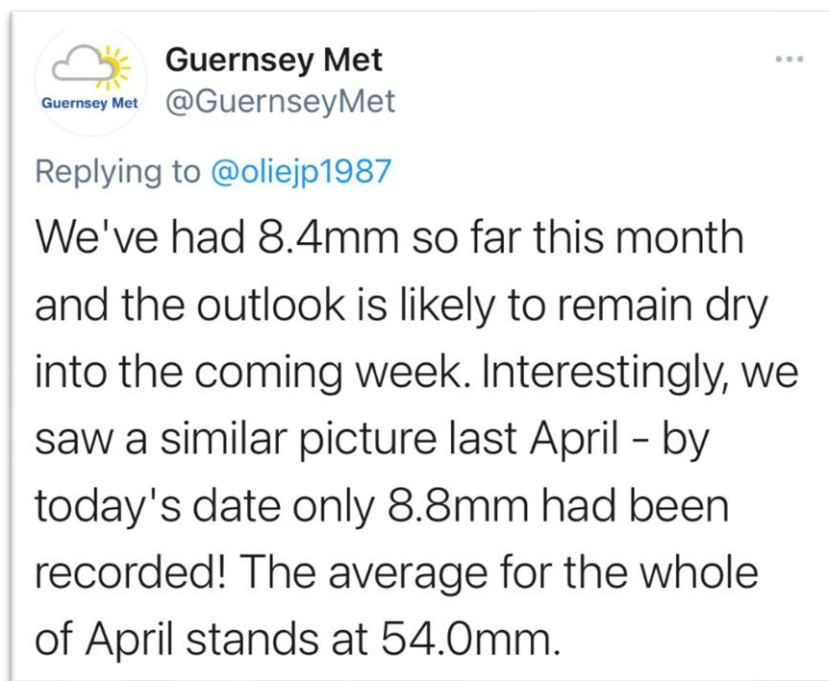 Guernsey Met
Guernsey Met
@GuernseyMet
Replying to @oliejp1987
We've had 8.4mm so far this month
and the outlook is likely to remain dry
into the coming week. Interestingly, we
saw a similar picture last April - by
today's date only 8.8mm had been
recorded! The average for the whole
of April stands at 54.0mm.